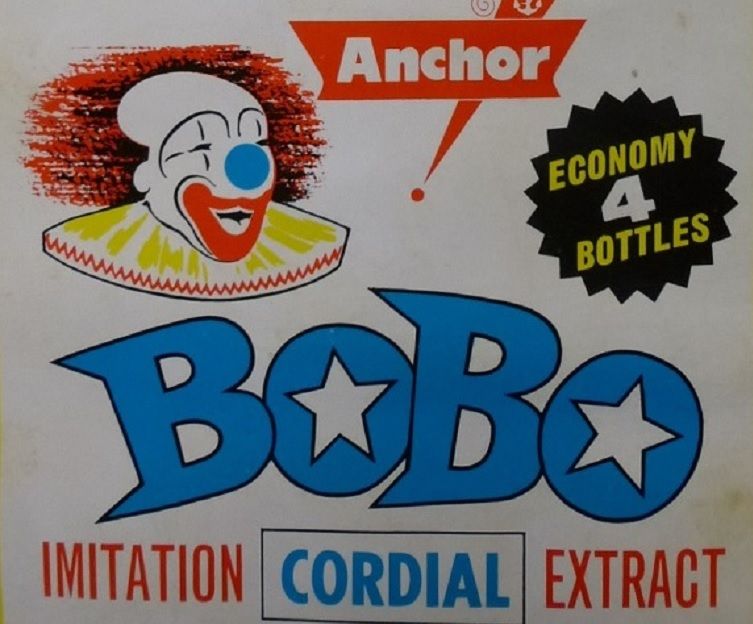 Anchor
ECONOMY
4
BOTTLES
BOBO
IMITATION CORDIAL EXTRACT